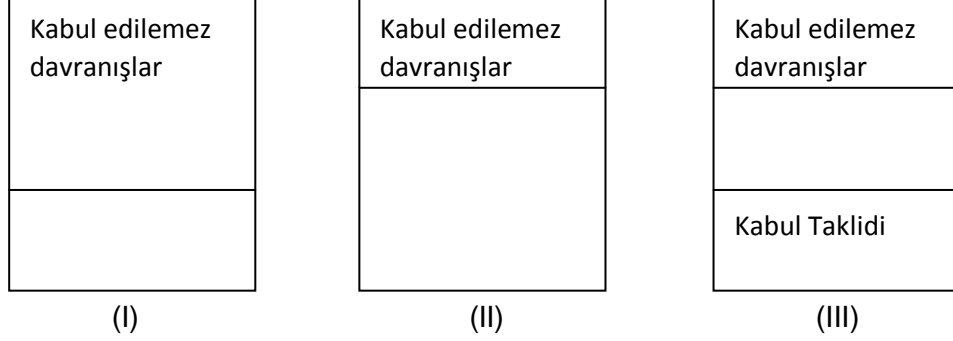 Kabul edilemez
davranışlar
Kabul edilemez
davranışlar
Kabul edilemez
davranışlar
Kabul Taklidi
(I)
(II)
(III)